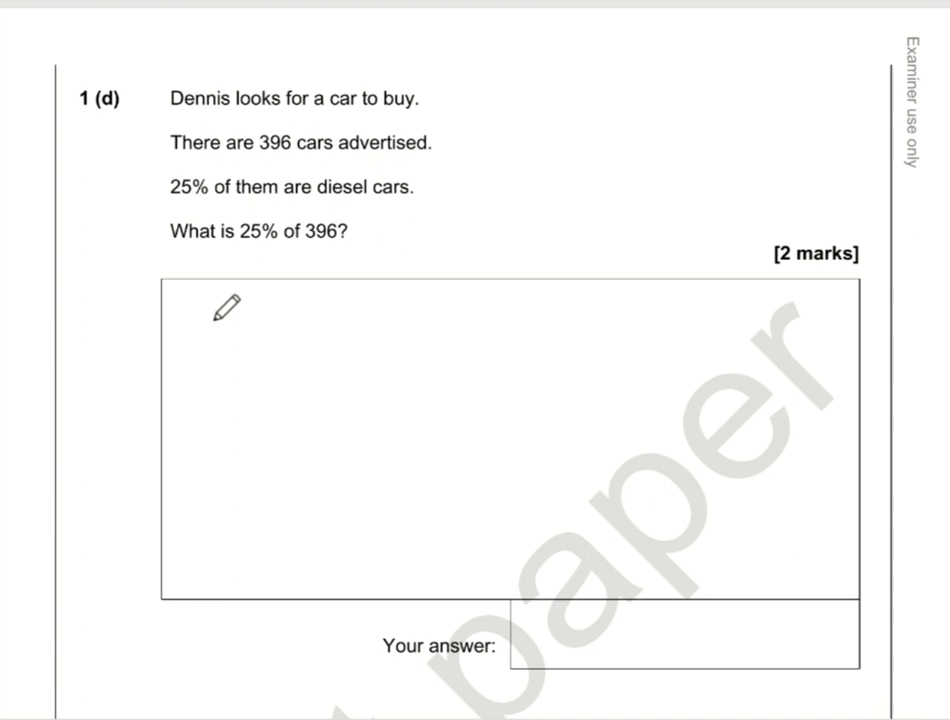 Examiner use only
1 (d) Dennis looks for a car to buy.
There are 396 cars advertised.
25% of them are diesel cars.
What is 25% of 396?
[2 marks]
Your answer:
paper